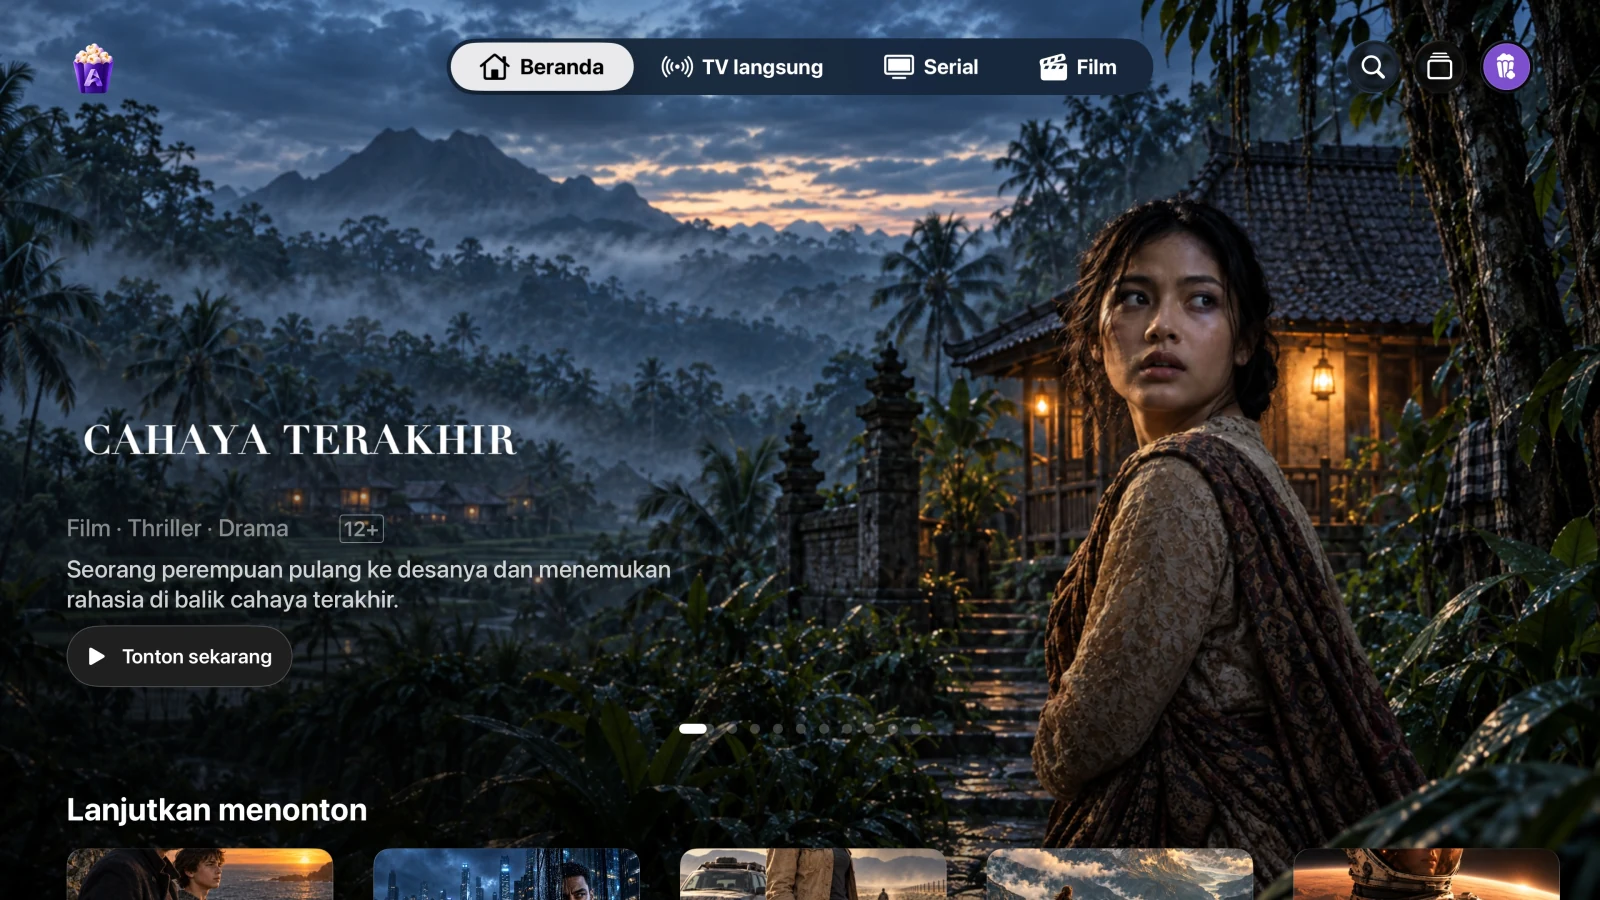 A
Beranda
TV langsung
Serial
Film
CAHAYA TERAKHIR
Film · Thriller · Drama 12+
Seorang perempuan pulang ke desanya dan menemukan
rahasia di balik cahaya terakhir.
Tonton sekarang
Lanjutkan menonton